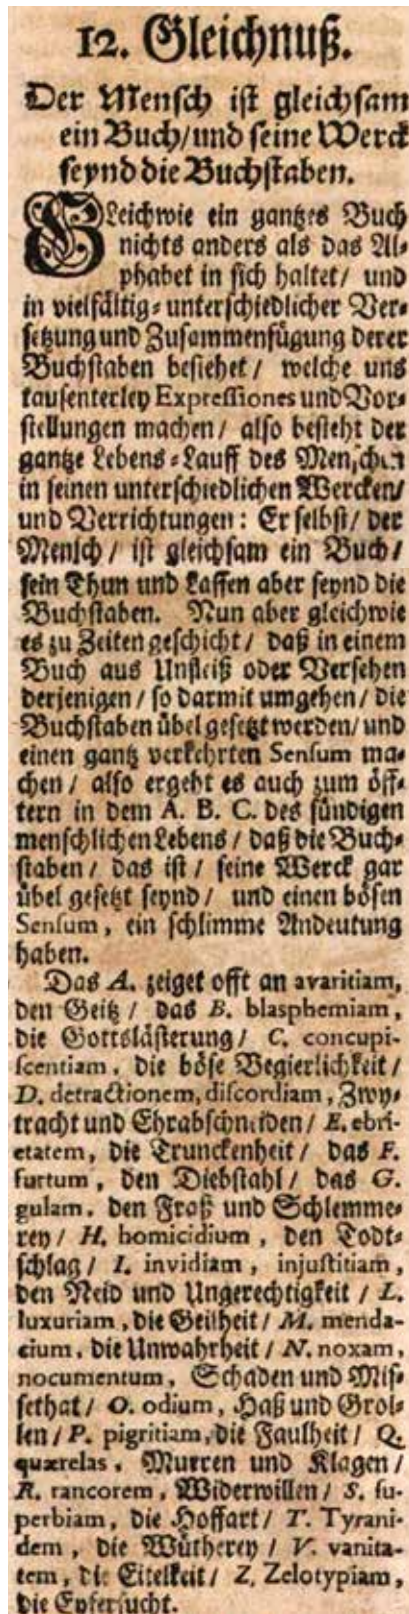 12. Gleichnuß.
Der Mensch ist gleichsam
ein Buch/und seine Werck
seynd die Buchstaben.
GLeichwie ein gantzes Buch
nichts anders als das Al-
phabet in sich haltet/ und
in vielfältig-unterschiedlicher Ver-
setzung und Zusammenfügung derer
Buchstaben bestehet / welche uns
tausenterley Expressiones und Vor-
stellungen machen/ also besteht der
gantze Lebens-Lauff des Menschen
in seinen unterschiedlichen Wercken/
und Verrichtungen: Er selbst/ der
Mensch / ist gleichsam ein Buch/
sein Thun und Lassen aber seynd die
Buchstaben. Nun aber gleichwie
es zu Zeiten geschicht/ daß in einem
Buch aus Unfleiß oder Versehen
derjenigen / so darmit umgehen/ die
Buchstaben übel gesetzt werden/ und
einen gantz verkehrten Sensum ma-
chen/ also ergeht es auch zum öff-
tern in dem A. B. C. des sündigen
menschlichen Lebens/ daß die Buch-
staben / das ist / seine Werck gar
übel gesetzt seynd/ und einen bösen
Sensum, ein schlimme Andeutung
haben.
Das A. zeiget offt an avaritiam,
den Geitz / das B. blasphemiam,
die Gottslästerung/ C. concupi-
scentiam, die böse Begierlichkeit/
D. detractionem, discordiam, Zwy-
tracht und Ehrabschneiden/ E. ebri-
etatem, die Trunckenheit/ das F.
furtum, den Diebstahl/ das G.
gulam, den Fraß und Schlemme-
rey/ H. homicidium, den Todt-
schlag/ I. invidiam, injustitiam,
den Neid und Ungerechtigkeit / L.
luxuriam, die Geilheit/ M. menda-
cium, die Unwahrheit/ N. noxam,
nocumentum, Schaden und Mis-
sethat/ O. odium, Haß und Grol-
len/ P. pigritiam, die Faulheit/ Q.
quærelas, Murren und Klagen/
R. rancorem, Widerwillen/ S. su-
perbiam, die Hoffart/ T. Tyrani-
dem, die Wütherey/ V. vanita-
tem, die Eitelkeit/ Z. Zelotypiam,
die Eyfersucht.